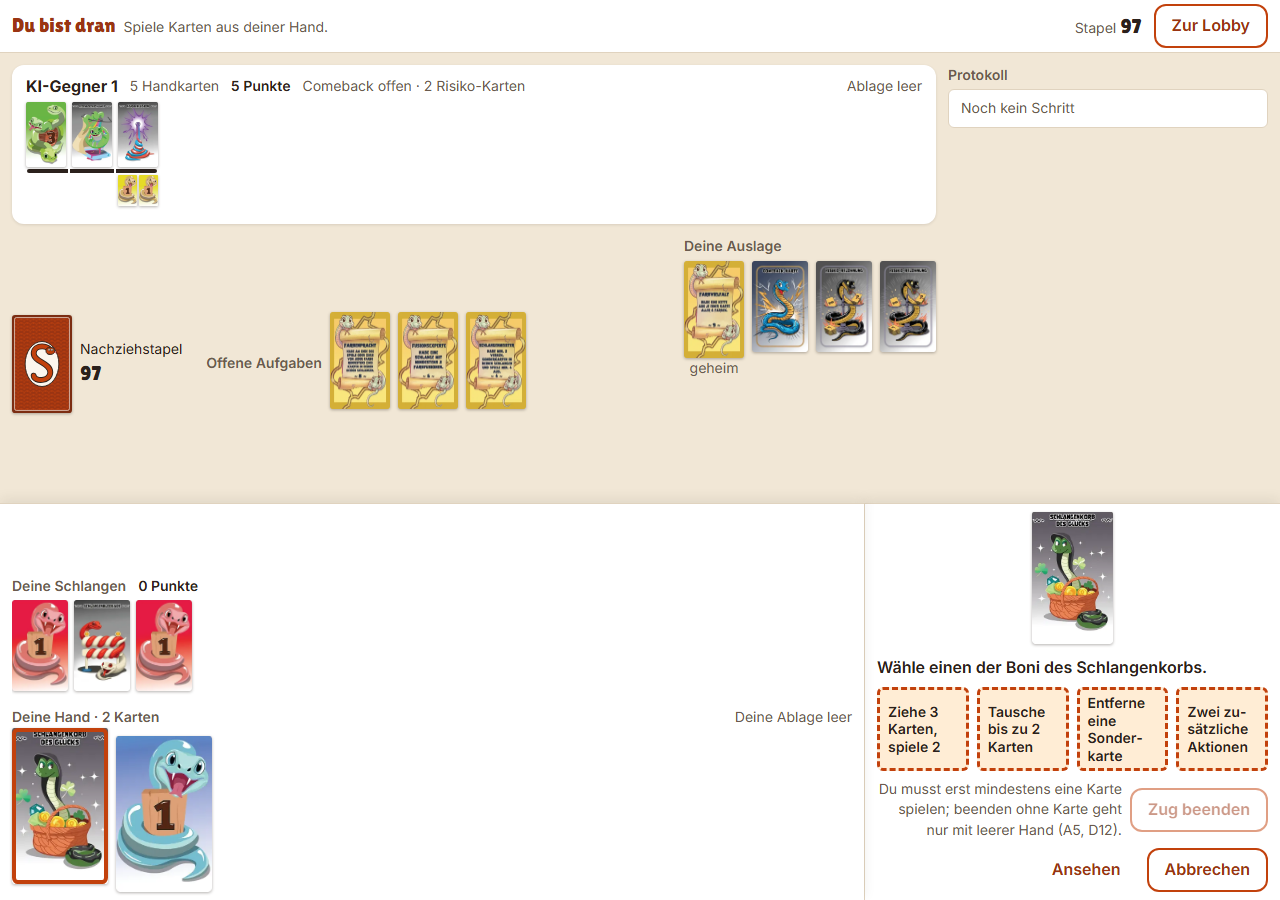 Du bist dran Spiele Karten aus deiner Hand.
Stapel 97 Zur Lobby
KI-Gegner 1 5 Handkarten 5 Punkte Comeback offen · 2 Risiko-Karten Ablage leer
1 1
Protokoll
Noch kein Schritt
Deine Auslage
FARBVIELFALT
geheim
S
Nachziehstapel
97
Offene Aufgaben
Deine Schlangen 0 Punkte
1
1
Deine Hand · 2 Karten
Deine Ablage leer
SCHLANGENKORB
DES GLÜCKS
1
SCHLANGENKORB
DES GLÜCKS
Wähle einen der Boni des Schlangenkorbs.
Ziehe 3
Karten,
spiele 2
Tausche
bis zu 2
Karten
Entferne
eine
Sonder-
karte
Zwei zu-
sätzliche
Aktionen
Du musst erst mindestens eine Karte
spielen; beenden ohne Karte geht
nur mit leerer Hand (A5, D12).
Zug beenden
Ansehen
Abbrechen